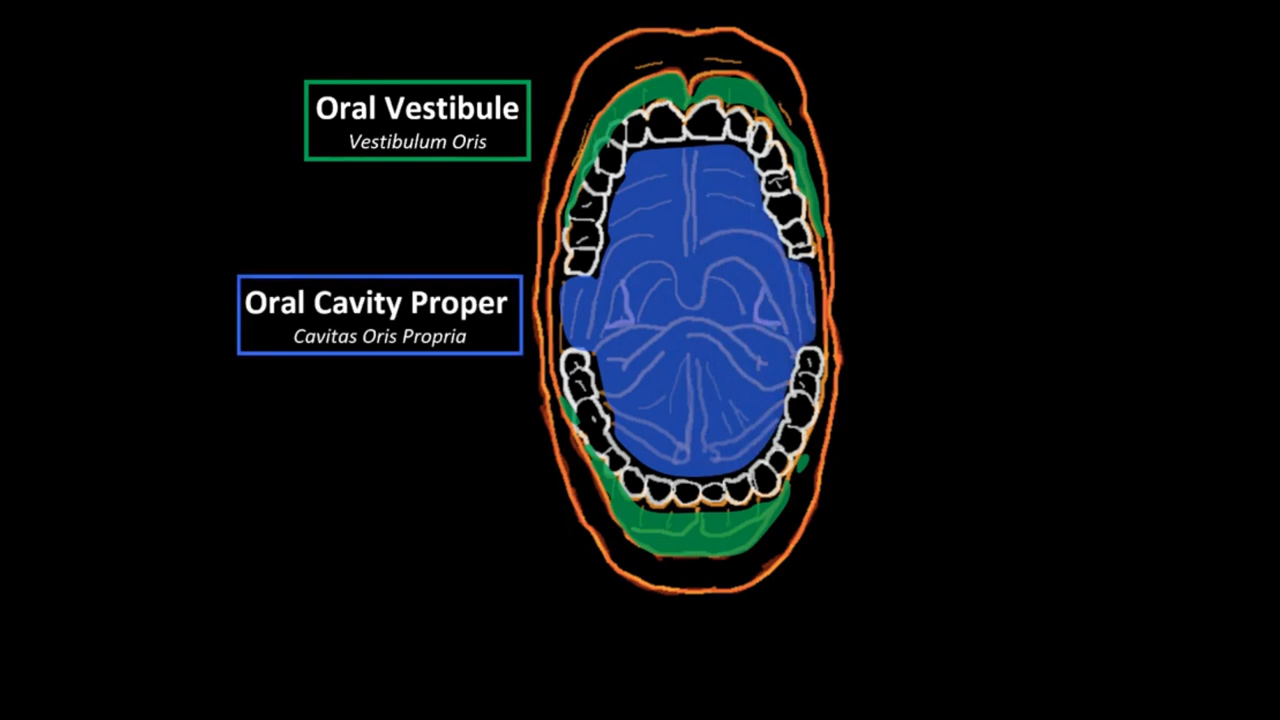 Oral Vestibule
Vestibulum Oris
Oral Cavity Proper
Cavitas Oris Propria